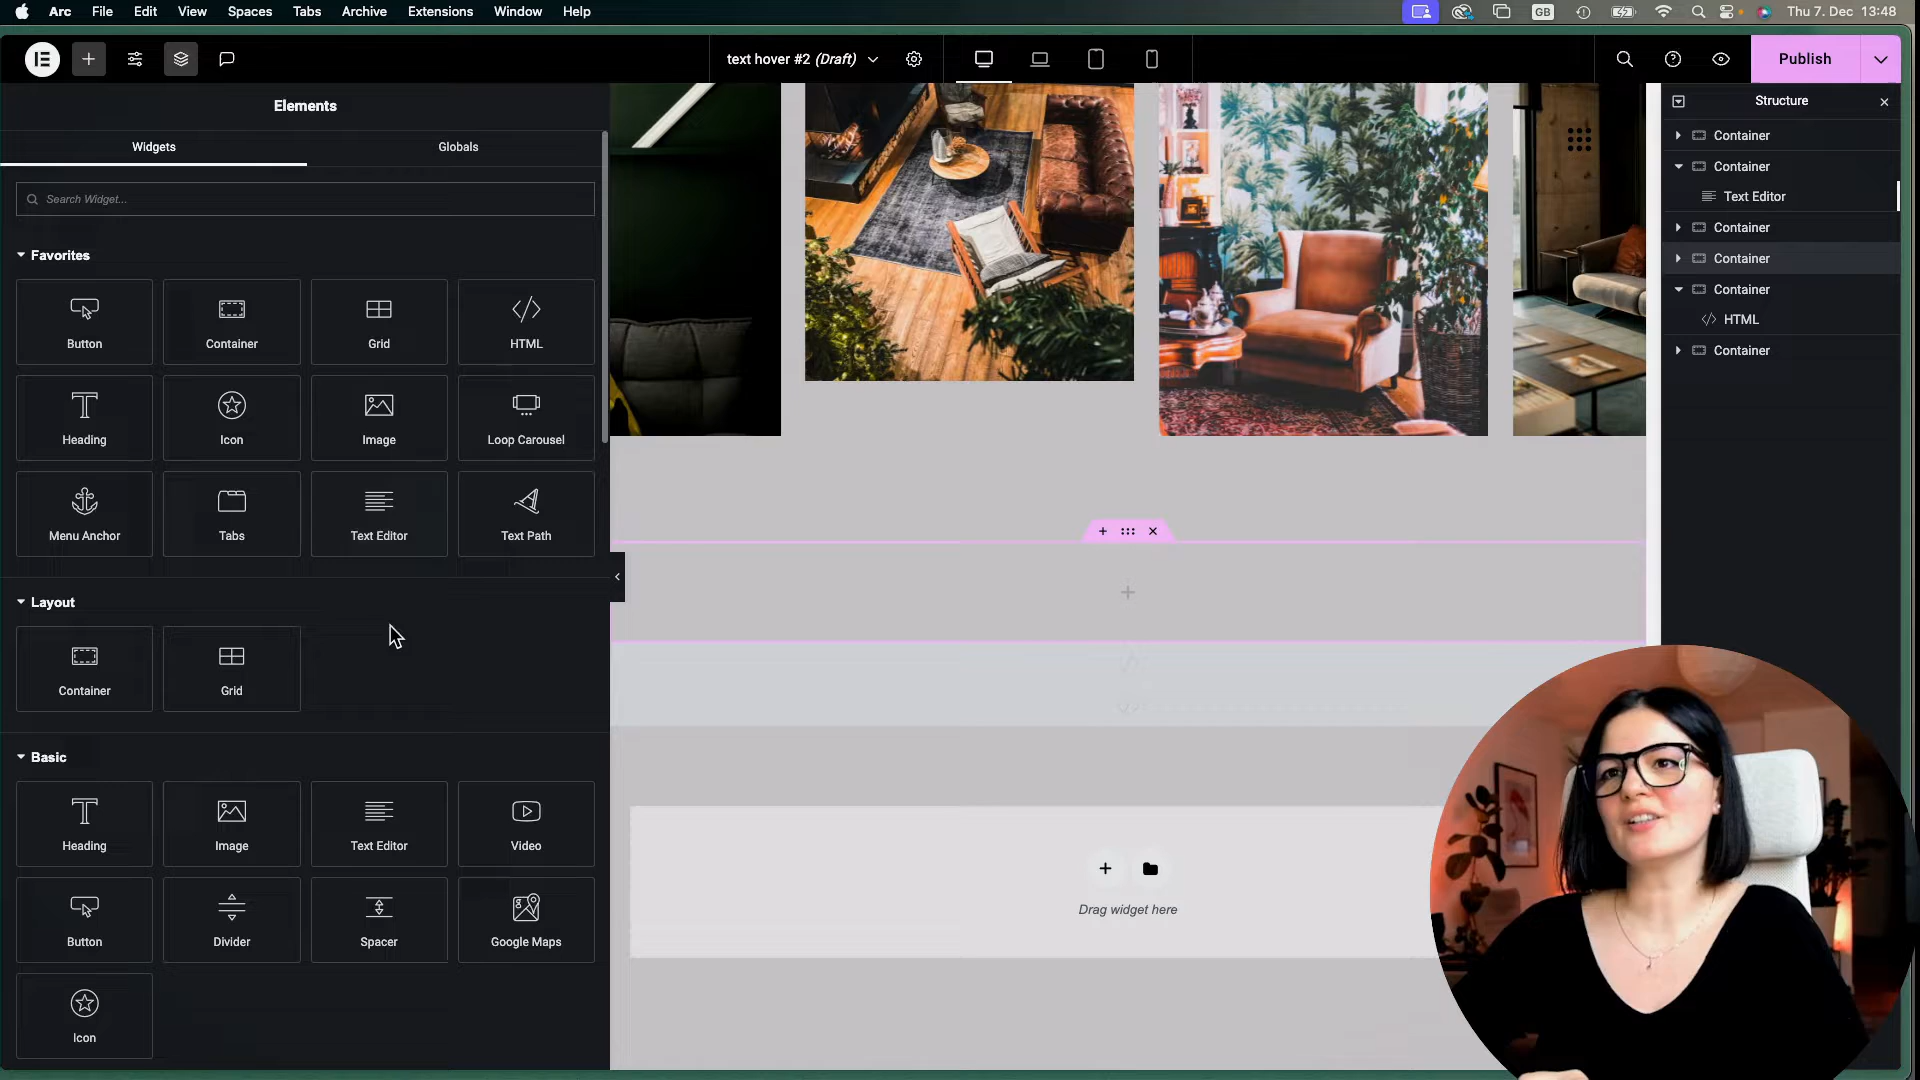 Arc File Edit View Spaces Tabs Archive Extensions Window Help GB Thu 7. Dec 13:48
text hover #2 (Draft) Publish
Elements
Structure
Widgets Globals
Search Widget...
Favorites
Button Container Grid HTML
Heading Icon Image Loop Carousel
Menu Anchor Tabs Text Editor Text Path
Layout
Container Grid
Basic
Heading Image Text Editor Video
Button Divider Spacer Google Maps
Icon
Drag widget here
Container
Container
Text Editor
Container
Container
Container
HTML
Container